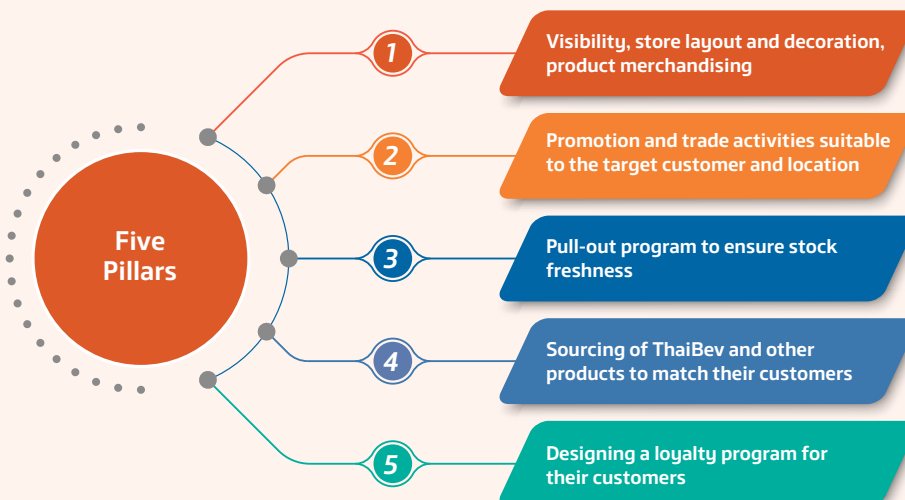 Five
Pillars
1
Visibility, store layout and decoration,
product merchandising
2
Promotion and trade activities suitable
to the target customer and location
3
Pull-out program to ensure stock
freshness
4
Sourcing of ThaiBev and other
products to match their customers
5
Designing a loyalty program for
their customers